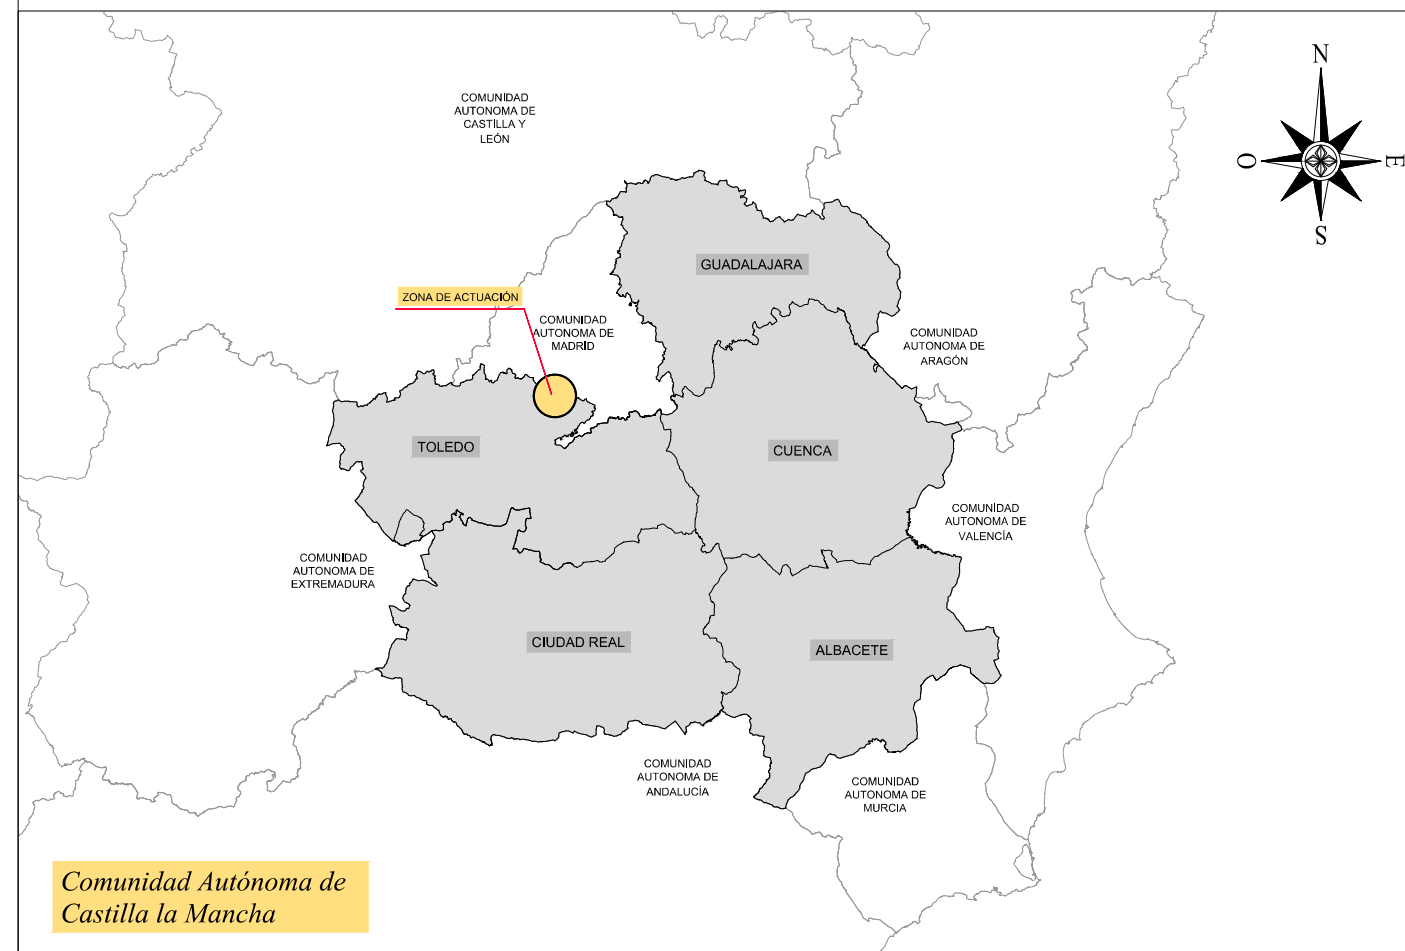 N
O
E
S
COMUNIDAD
AUTONOMA DE
CASTILLA Y
LEÓN
GUADALAJARA
ZONA DE ACTUACIÓN
COMUNIDAD
AUTONOMA DE
MADRID
COMUNIDAD
AUTONOMA DE
ARAGÓN
TOLEDO
CUENCA
COMUNIDAD
AUTONOMA DE
VALENCÍA
COMUNIDAD
AUTONOMA DE
EXTREMADURA
CIUDAD REAL
ALBACETE
COMUNIDAD
AUTONOMA DE
ANDALUCÍA
COMUNIDAD
AUTONOMA DE
MURCIA
Comunidad Autónoma de
Castilla la Mancha